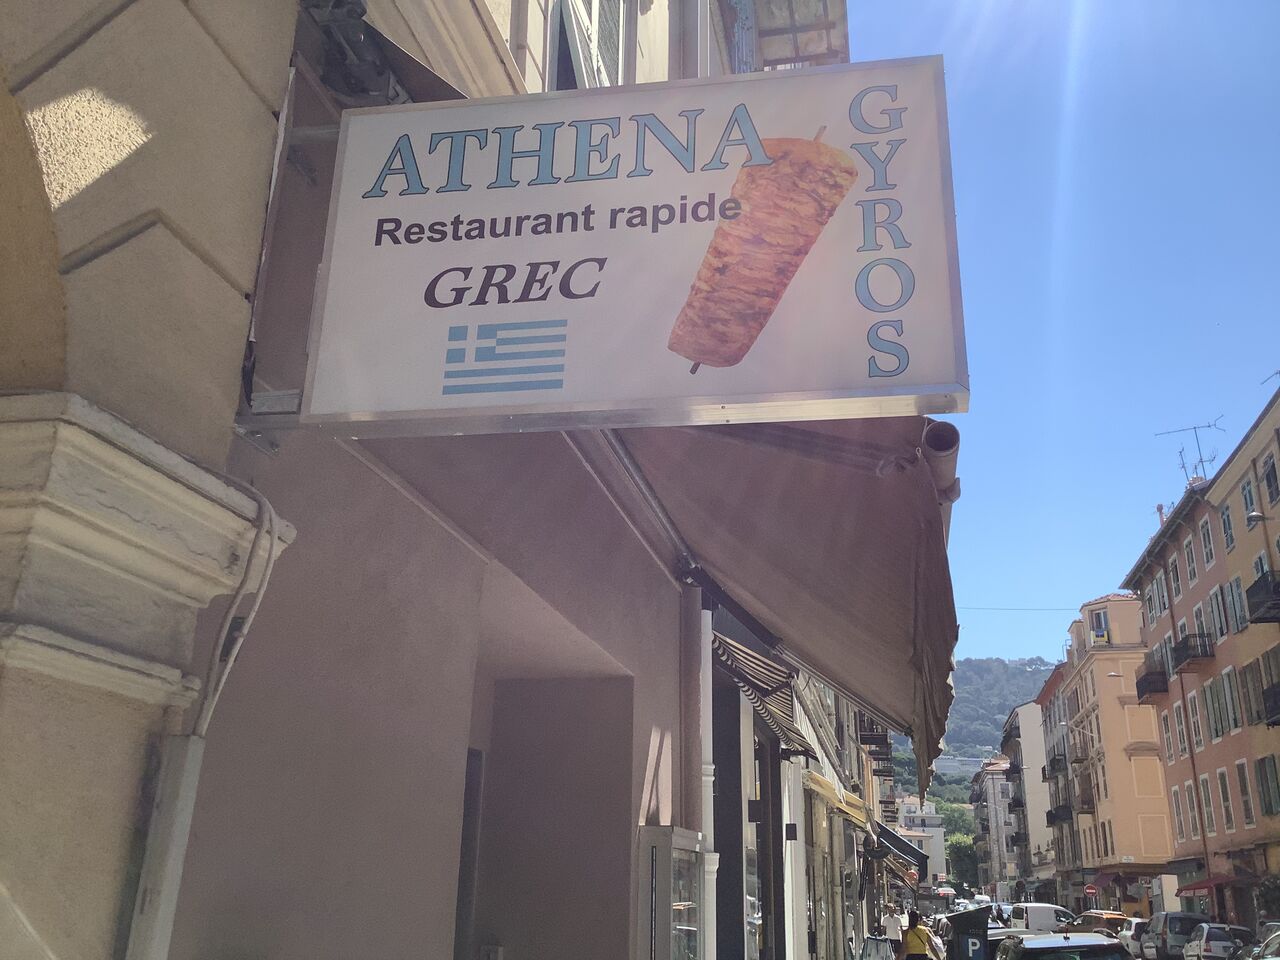 ATHENA
Restaurant rapide
GREC
GYROS
P